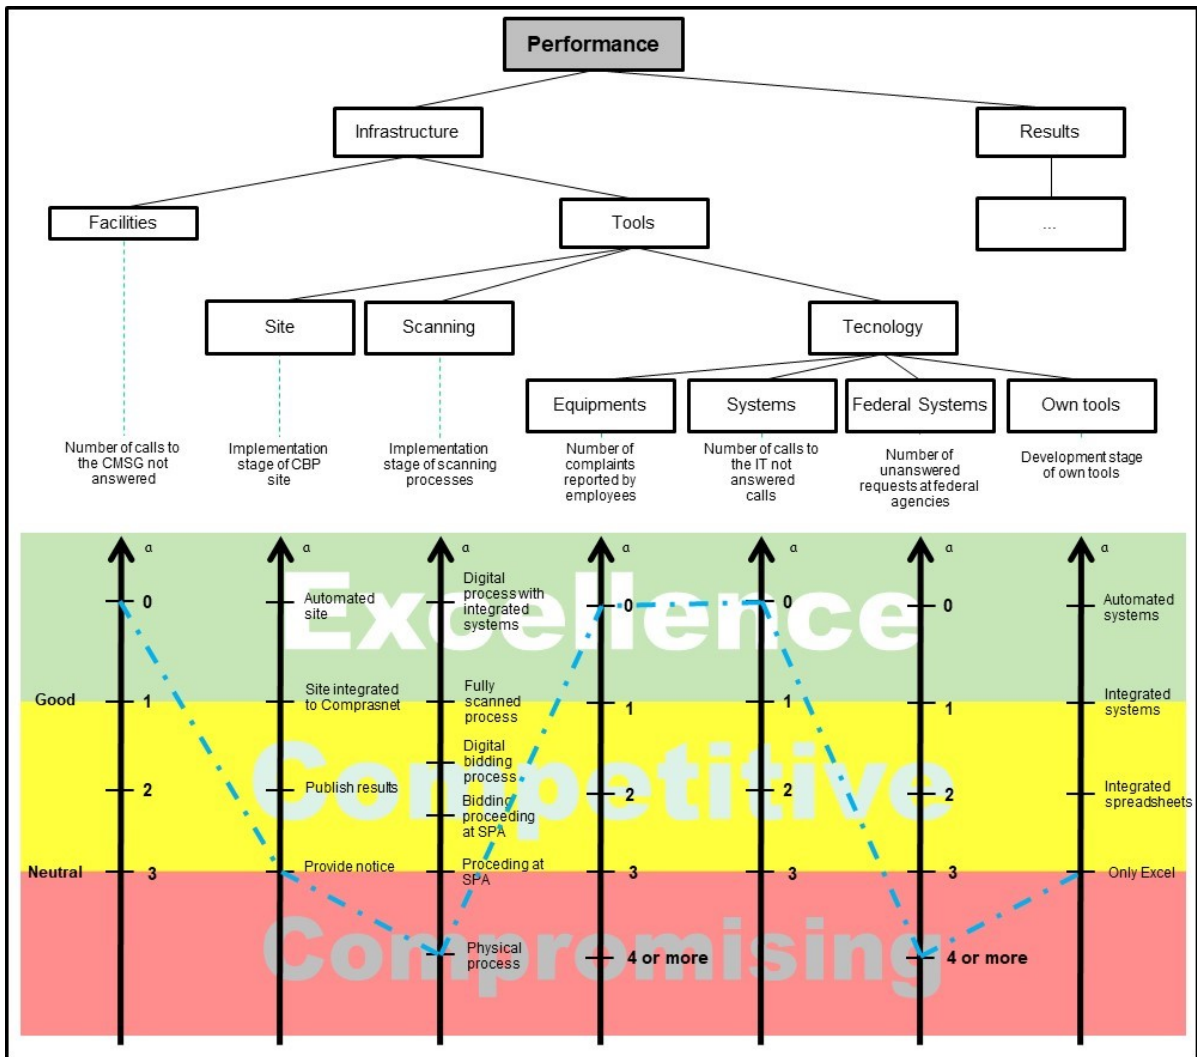 Performance
Infrastructure
Results
Facilities
Tools
...
Site
Scanning
Tecnology
Equipments
Systems
Federal Systems
Own tools
Number of calls to
the CMSG not
answered
Implementation
stage of CBP
site
Implementation
stage of scanning
processes
Number of
complaints
reported by
employees
Number of calls to
the IT not
answered
calls
Number of
unanswered
requests at federal
agencies
Development stage
of own tools
α
α
α
α
α
α
α
Excellence
0
Automated
site
Digital
process with
integrated
systems
0
0
0
Automated
systems
Good
1
Site integrated
to Comprasnet
Fully
scanned
process
1
1
1
Integrated
systems
Competitive
Digital
bidding
process
2
Publish results
Bidding
proceeding
at SPA
2
2
2
Integrated
spreadsheets
Neutral
3
Provide notice
Proceding at
SPA
3
3
3
Only Excel
Compromising
Physical
process
4 or more
4 or more